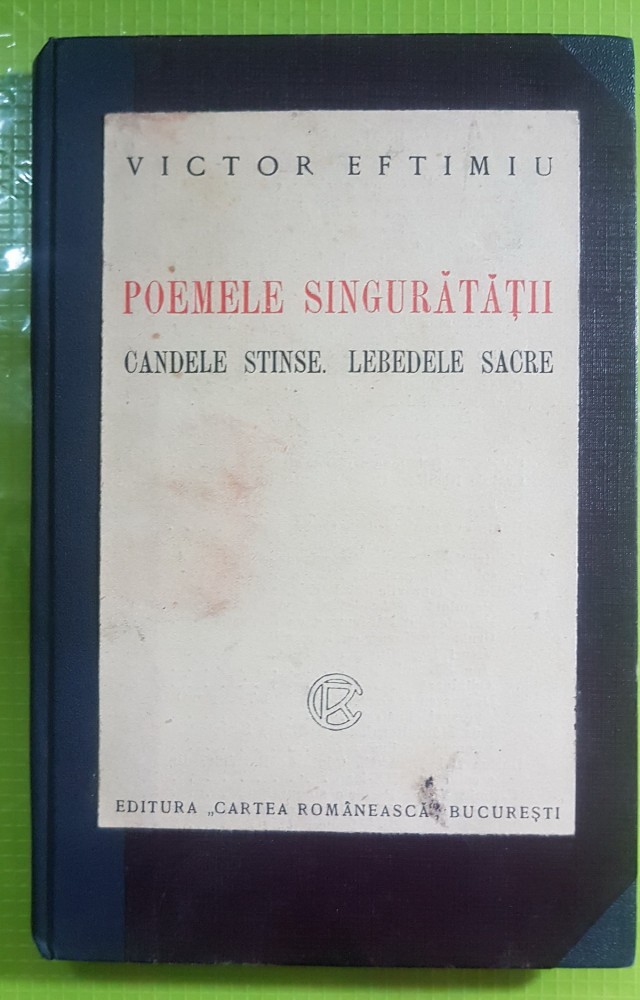 VICTOR EFTIMIU
POEMELE SINGURĂTĂȚII
CANDELE STINSE. LEBEDELE SACRE
CR
EDITURA „CARTEA ROMÂNEASCĂ”, BUCUREȘTI